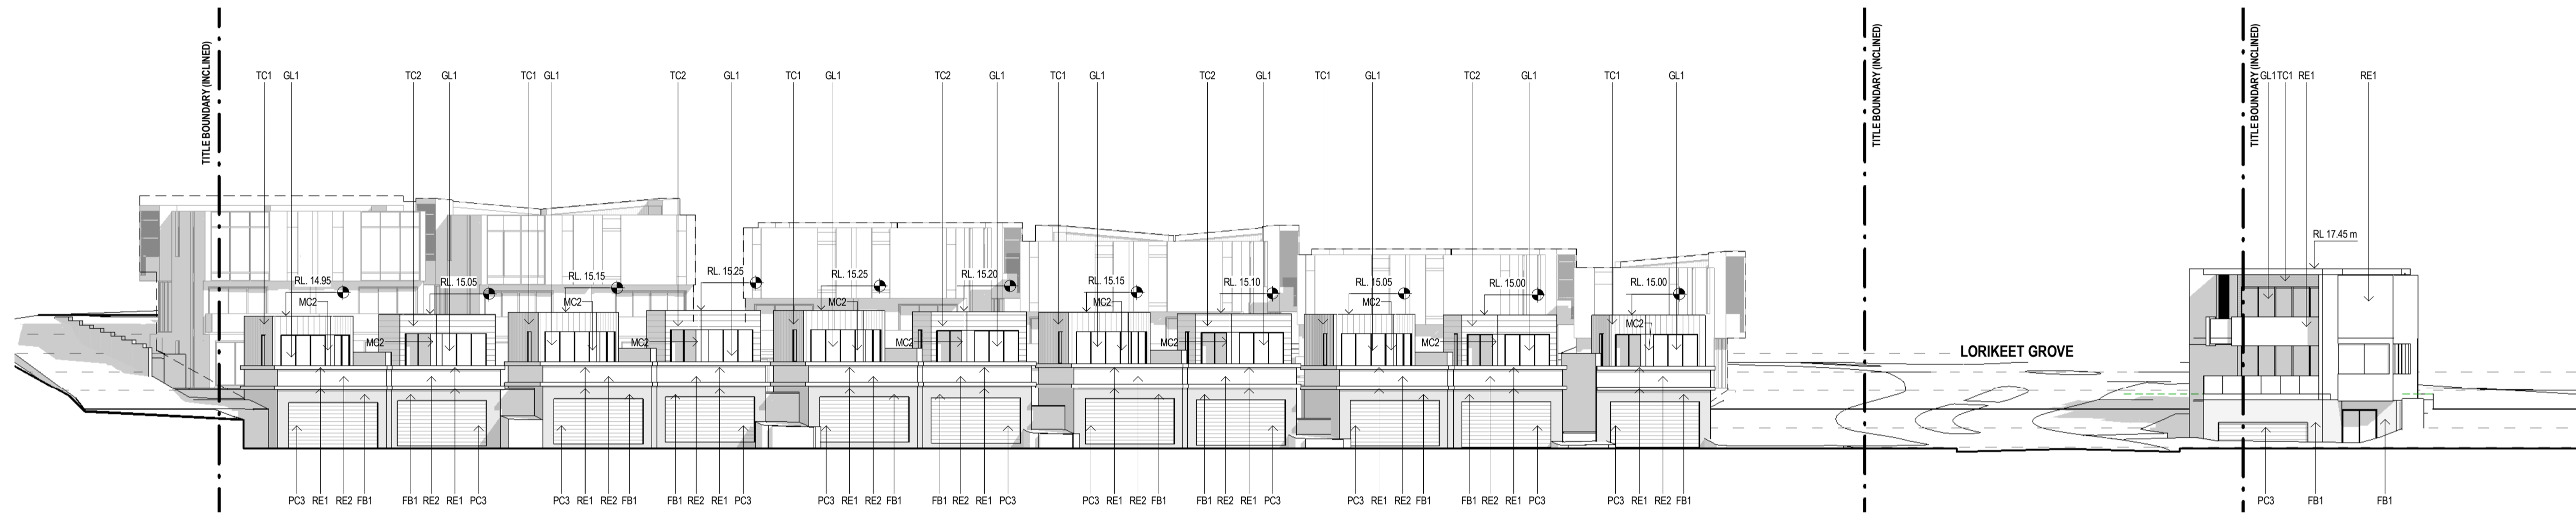 TITLE BOUNDARY (INCLINED)
TC1 GL1 TC2 GL1 TC1 GL1 TC2 GL1 TC1 GL1 TC2 GL1 TC1 GL1 TC2 GL1 TC1 GL1 TC2 GL1 TC1 GL1
TITLE BOUNDARY (INCLINED)
TITLE BOUNDARY (INCLINED)
GL1 TC1 RE1 RE1
RL 17.45 m
RL. 14.95
RL. 15.05
RL. 15.15
RL. 15.25
RL. 15.25
RL. 15.20
RL. 15.15
RL. 15.10
RL. 15.05
RL. 15.00
RL. 15.00
MC2
MC2
MC2
MC2
MC2
MC2
MC2
MC2
MC2
MC2
MC2
LORIKEET GROVE
PC3 RE1 RE2 FB1 FB1 RE2 RE1 PC3 PC3 RE1 RE2 FB1 FB1 RE2 RE1 PC3 PC3 RE1 RE2 FB1 FB1 RE2 RE1 PC3 PC3 RE1 RE2 FB1 FB1 RE2 RE1 PC3 PC3 RE1 RE2 FB1 FB1 RE2 RE1 PC3 PC3 RE1 RE2 FB1 PC3 FB1 FB1